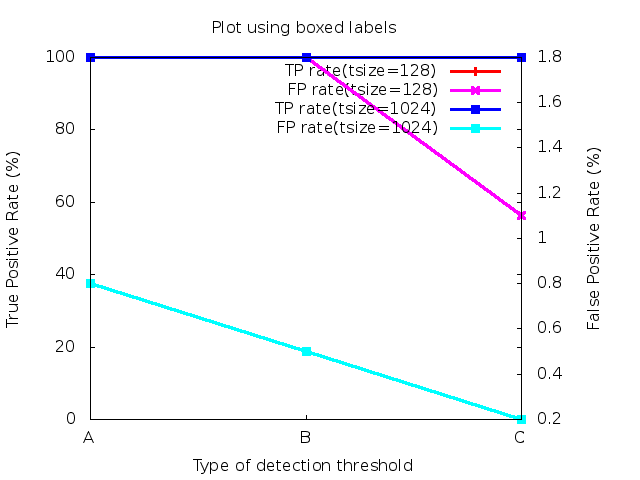 Plot using boxed labels
TP rate(tsize=128)
FP rate(tsize=128)
TP rate(tsize=1024)
FP rate(tsize=1024)
100
80
60
40
20
0
True Positive Rate (%)
1.8
1.6
1.4
1.2
1
0.8
0.6
0.4
0.2
False Positive Rate (%)
A B C
Type of detection threshold